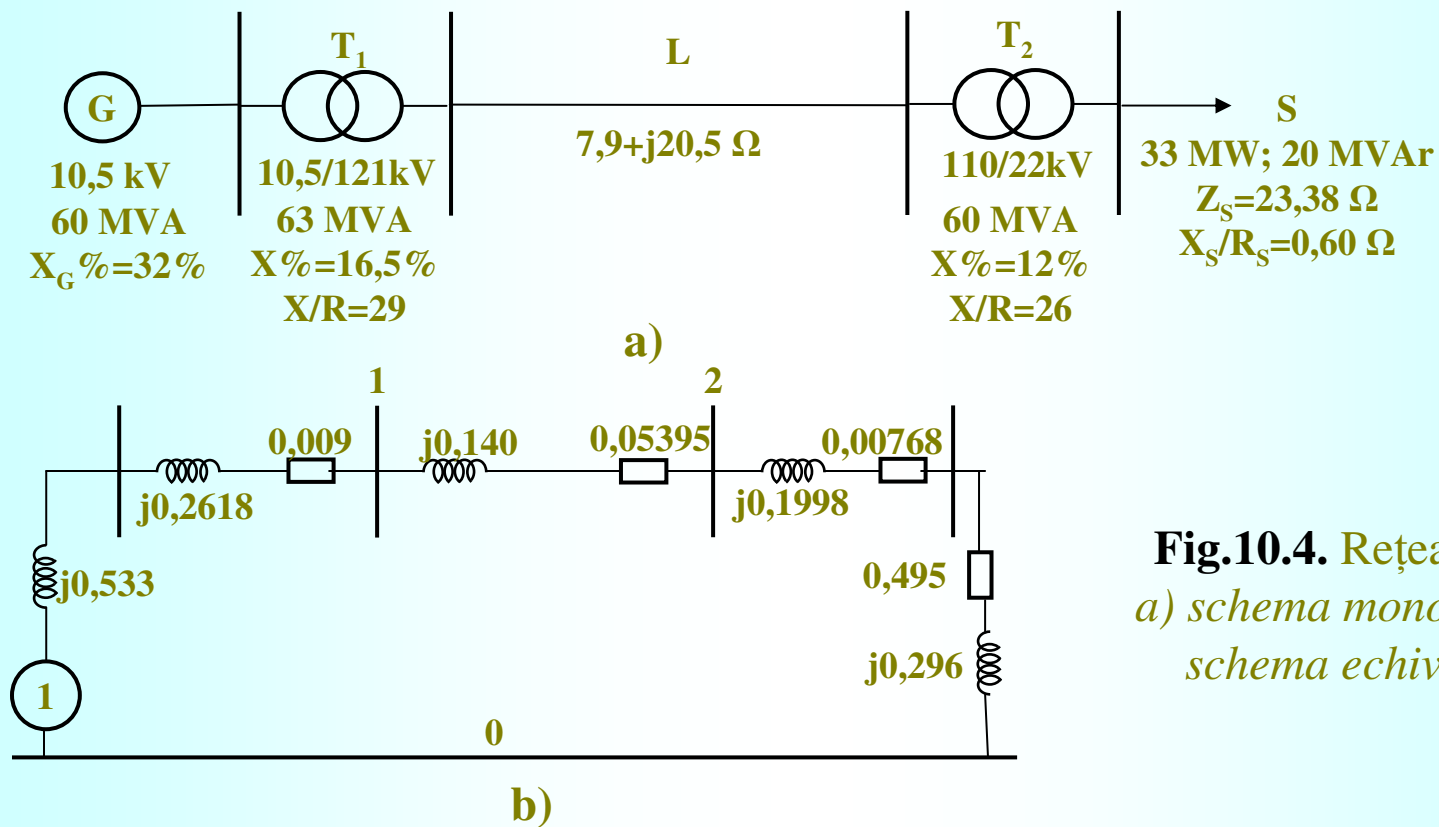 T1
L
T2
G
S
7,9+j20,5 Ω
33 MW; 20 MVAr
ZS=23,38 Ω
XS/RS=0,60 Ω
10,5 kV
60 MVA
XG%=32%
10,5/121kV
63 MVA
X%=16,5%
X/R=29
110/22kV
60 MVA
X%=12%
X/R=26
a)
1
2
0,009
j0,140
0,05395
0,00768
j0,2618
j0,1998
j0,533
0,495
j0,296
1
0
b)
Fig.10.4. Rețea
a) schema mono
schema echiv